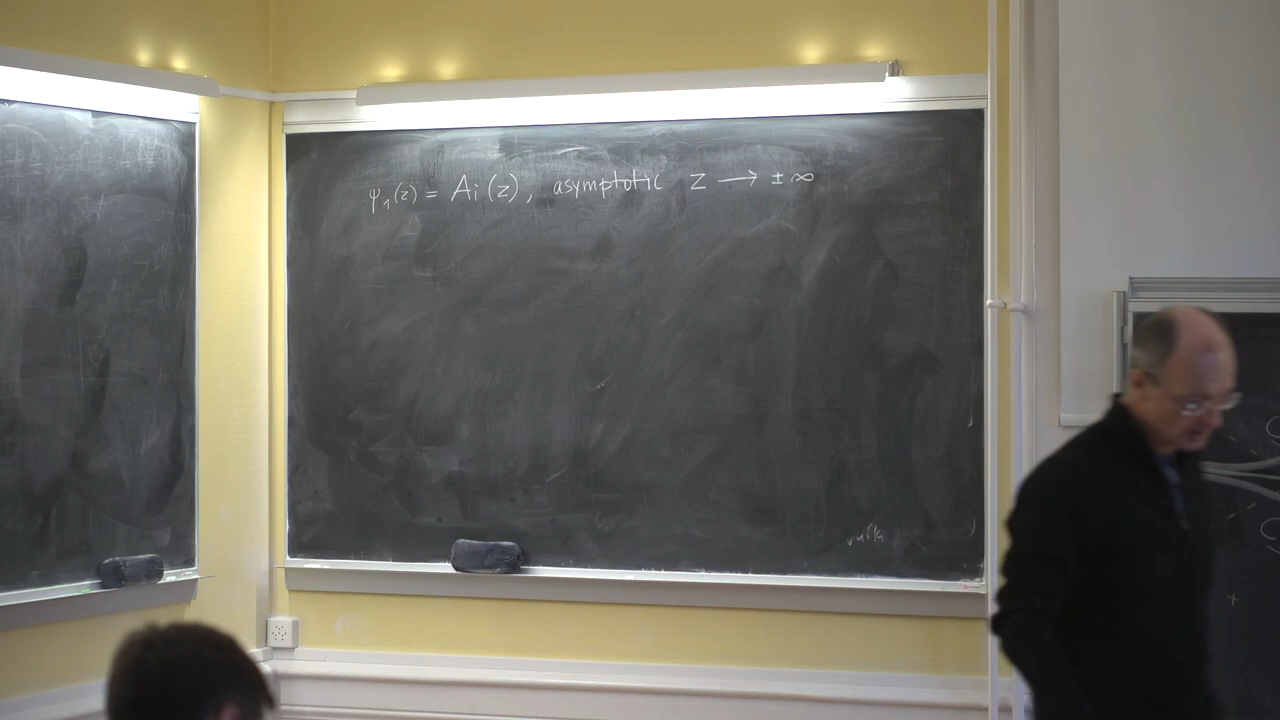 ψ₁(z) = Ai(z), asymptotic z ⟶ ±∞